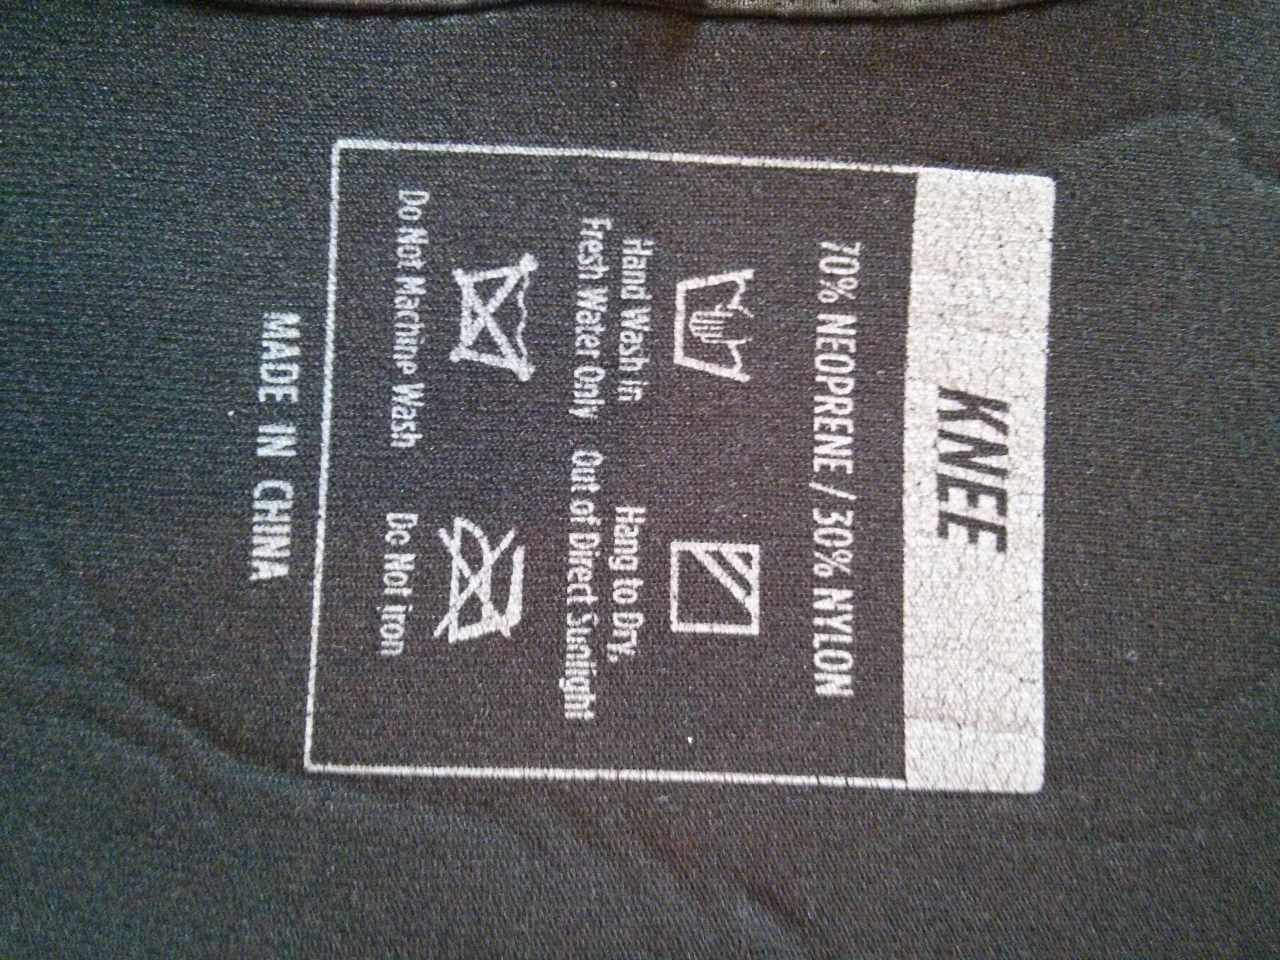 KNEE
70% NEOPRENE / 30% NYLON
Hand Wash in
Fresh Water Only
Hang to Dry,
Out of Direct Sunlight
Do Not Machine Wash
Do Not iron
MADE IN CHINA